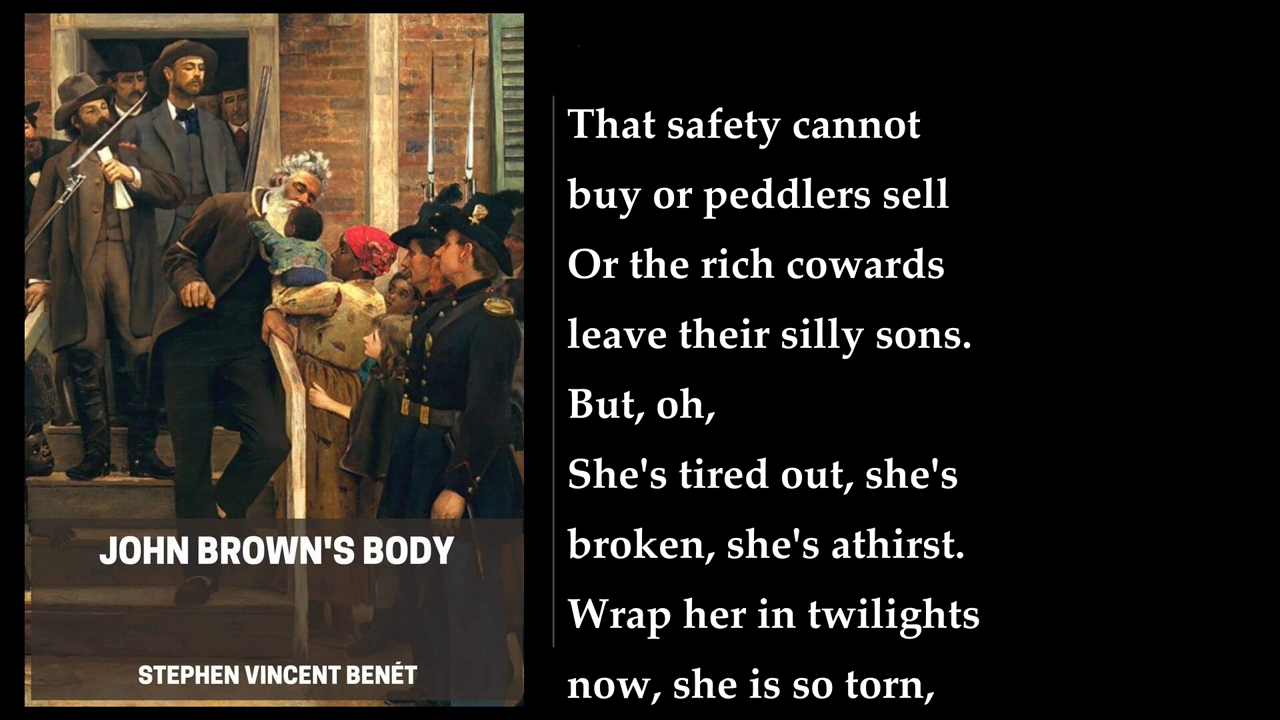 JOHN BROWN'S BODY
STEPHEN VINCENT BENÉT
That safety cannot
buy or peddlers sell
Or the rich cowards
leave their silly sons.
But, oh,
She's tired out, she's
broken, she's athirst.
Wrap her in twilights
now, she is so torn,